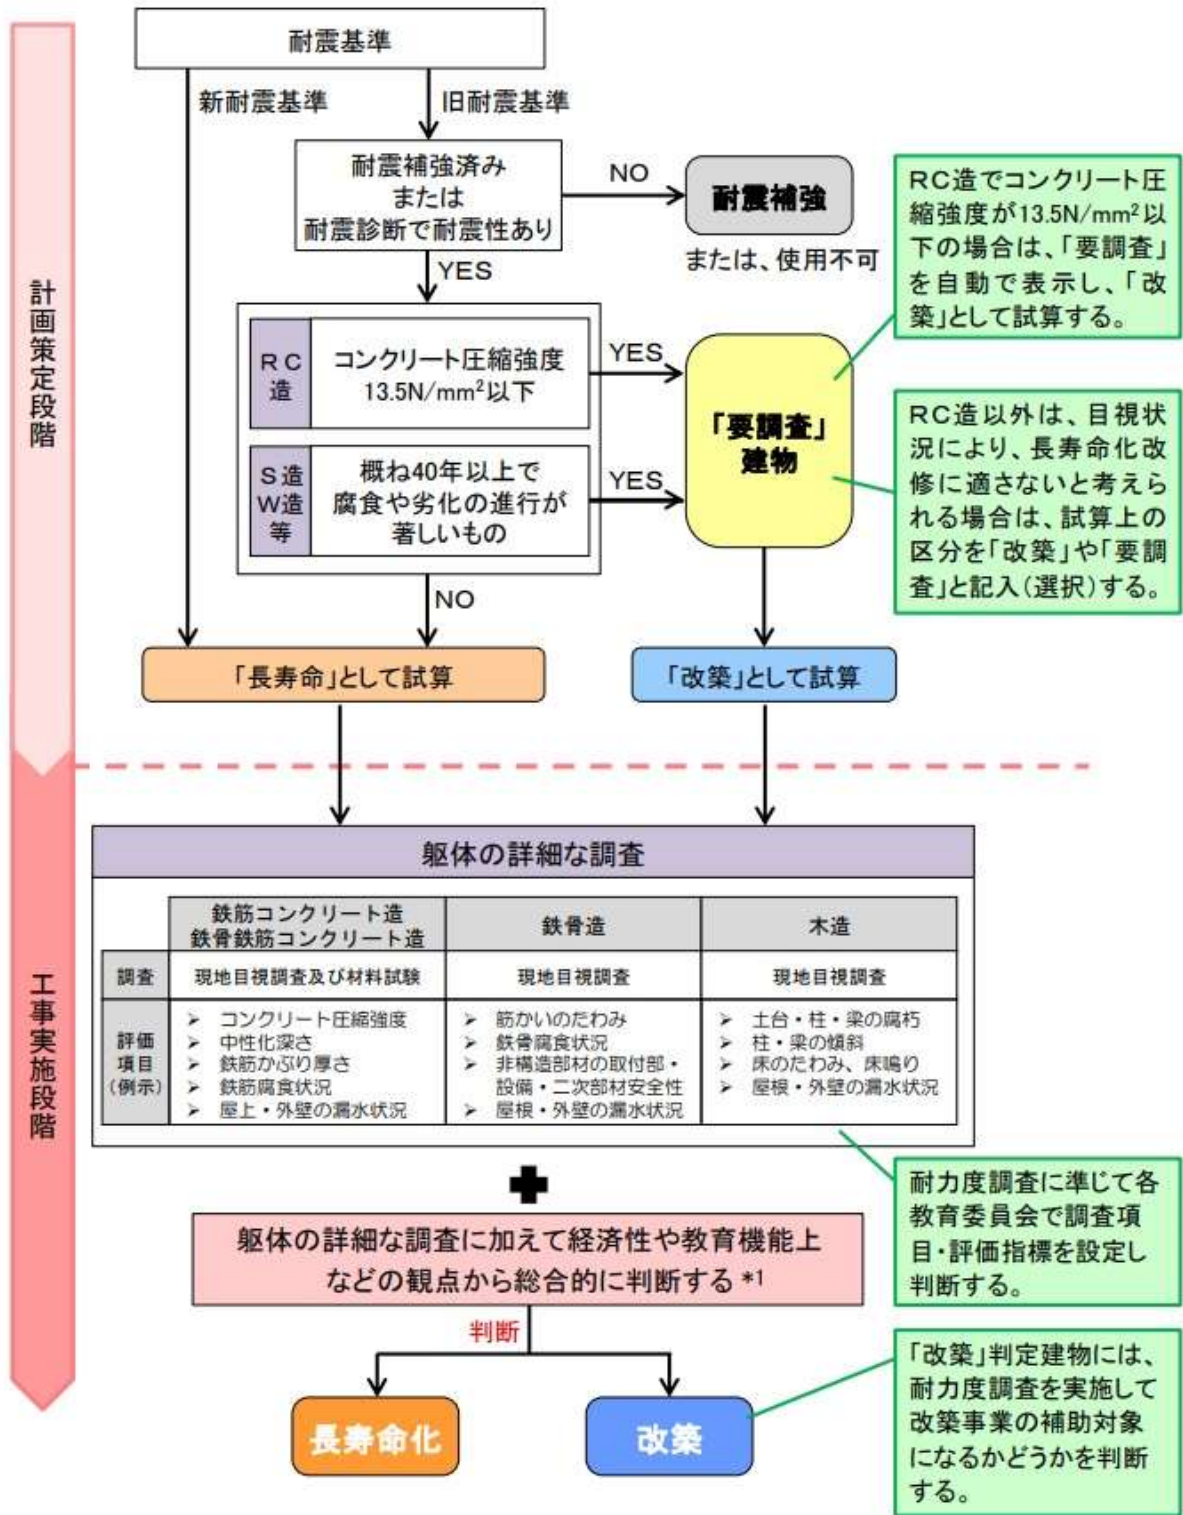 耐震基準
新耐震基準
旧耐震基準
耐震補強済み
または
耐震診断で耐震性あり
NO
耐震補強
または、使用不可
YES
RC造でコンクリート圧
縮強度が13.5N/mm²以
下の場合は、「要調査」
を自動で表示し、「改
築」として試算する。
計画策定段階
RC
造
コンクリート圧縮強度
13.5N/mm²以下
YES
「要調査」
建物
S造
W造
等
概ね40年以上で
腐食や劣化の進行が
著しいもの
YES
RC造以外は、目視状
況により、長寿命化改
修に適さないと考えら
れる場合は、試算上の
区分を「改築」や「要調
査」と記入(選択)する。
NO
「長寿命」として試算
「改築」として試算
工事実施段階
躯体の詳細な調査
鉄筋コンクリート造
鉄骨鉄筋コンクリート造
鉄骨造
木造
調査
現地目視調査及び材料試験
現地目視調査
現地目視調査
評価
項目
(例示)
➢ コンクリート圧縮強度
➢ 中性化深さ
➢ 鉄筋かぶり厚さ
➢ 鉄筋腐食状況
➢ 屋上・外壁の漏水状況
➢ 筋かいのたわみ
➢ 鉄骨腐食状況
➢ 非構造部材の取付部・
設備・二次部材安全性
➢ 屋根・外壁の漏水状況
➢ 土台・柱・梁の腐朽
➢ 柱・梁の傾斜
➢ 床のたわみ、床鳴り
➢ 屋根・外壁の漏水状況
耐力度調査に準じて各
教育委員会で調査項
目・評価指標を設定し
判断する。
躯体の詳細な調査に加えて経済性や教育機能上
などの観点から総合的に判断する *1
判断
長寿命化
改築
「改築」判定建物には、
耐力度調査を実施して
改築事業の補助対象
になるかどうかを判断
する。